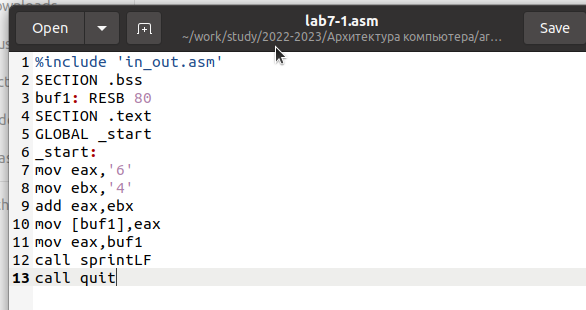 Open
lab7-1.asm
~/work/study/2022-2023/Архитектура компьютера/ar…
Save
1 %include 'in_out.asm'
2 SECTION .bss
3 buf1: RESB 80
4 SECTION .text
5 GLOBAL _start
6 _start:
7 mov eax,'6'
8 mov ebx,'4'
9 add eax,ebx
10 mov [buf1],eax
11 mov eax,buf1
12 call sprintLF
13 call quit